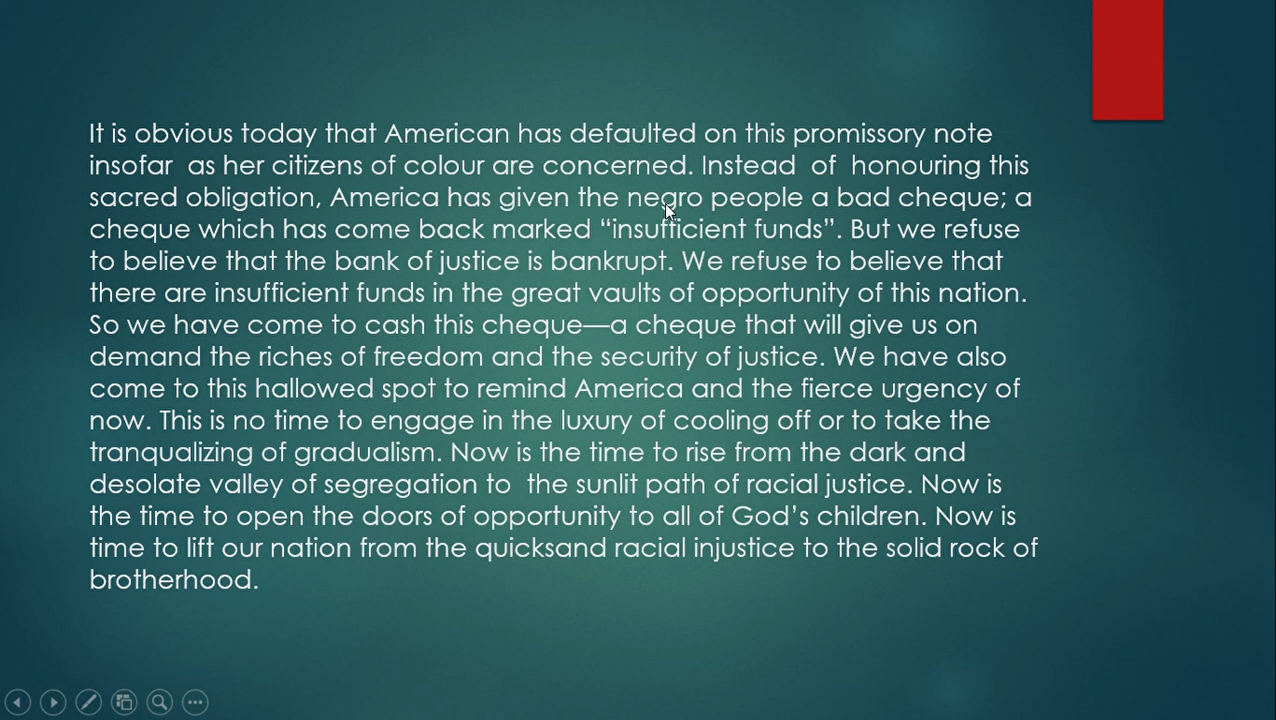 It is obvious today that American has defaulted on this promissory note
insofar  as her citizens of colour are concerned. Instead  of  honouring this
sacred obligation, America has given the negro people a bad cheque; a
cheque which has come back marked “insufficient funds”. But we refuse
to believe that the bank of justice is bankrupt. We refuse to believe that
there are insufficient funds in the great vaults of opportunity of this nation.
So we have come to cash this cheque—a cheque that will give us on
demand the riches of freedom and the security of justice. We have also
come to this hallowed spot to remind America and the fierce urgency of
now. This is no time to engage in the luxury of cooling off or to take the
tranqualizing of gradualism. Now is the time to rise from the dark and
desolate valley of segregation to  the sunlit path of racial justice. Now is
the time to open the doors of opportunity to all of God’s children. Now is
time to lift our nation from the quicksand racial injustice to the solid rock of
brotherhood.